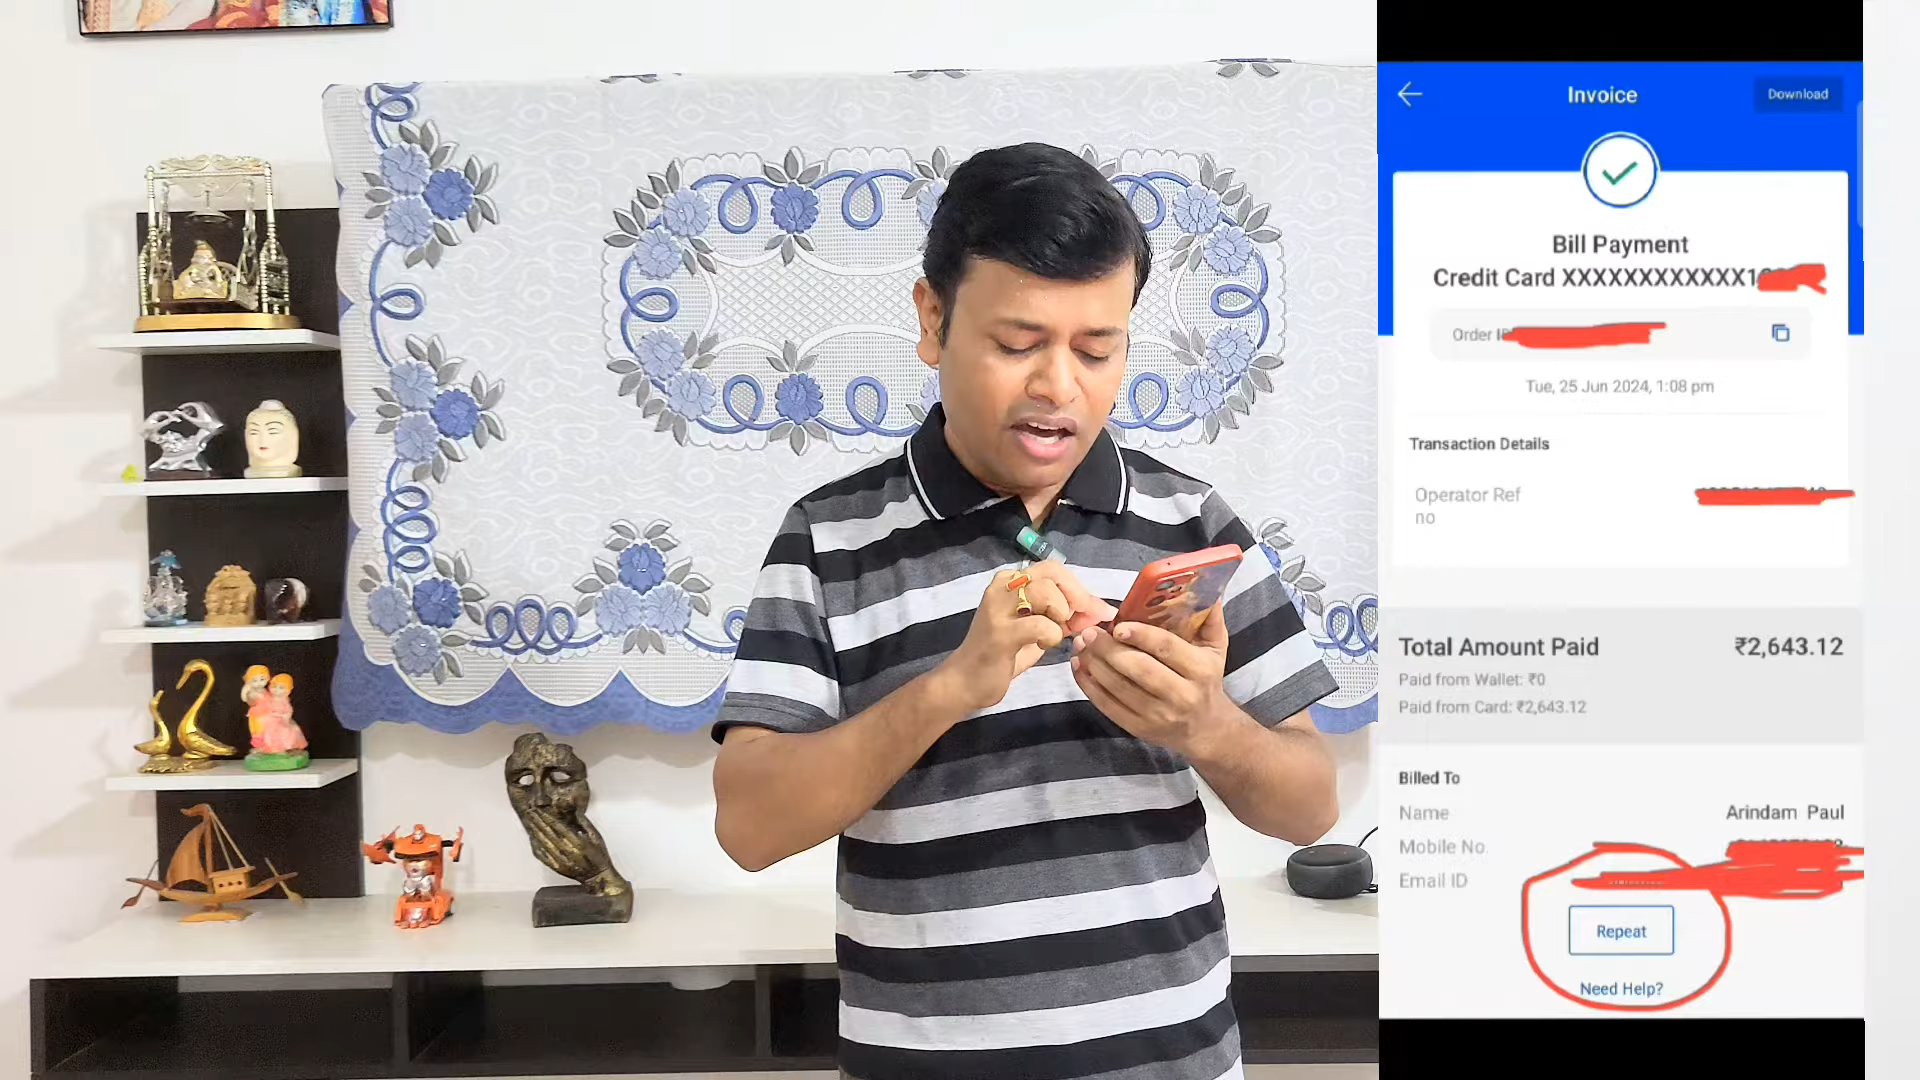 Invoice
Download
Bill Payment
Credit Card XXXXXXXXXXXX1
Order ID
Tue, 25 Jun 2024, 1:08 pm
Transaction Details
Operator Ref
no
Total Amount Paid ₹2,643.12
Paid from Wallet: ₹0
Paid from Card: ₹2,643.12
Billed To
Name Arindam Paul
Mobile No.
Email ID
Repeat
Need Help?